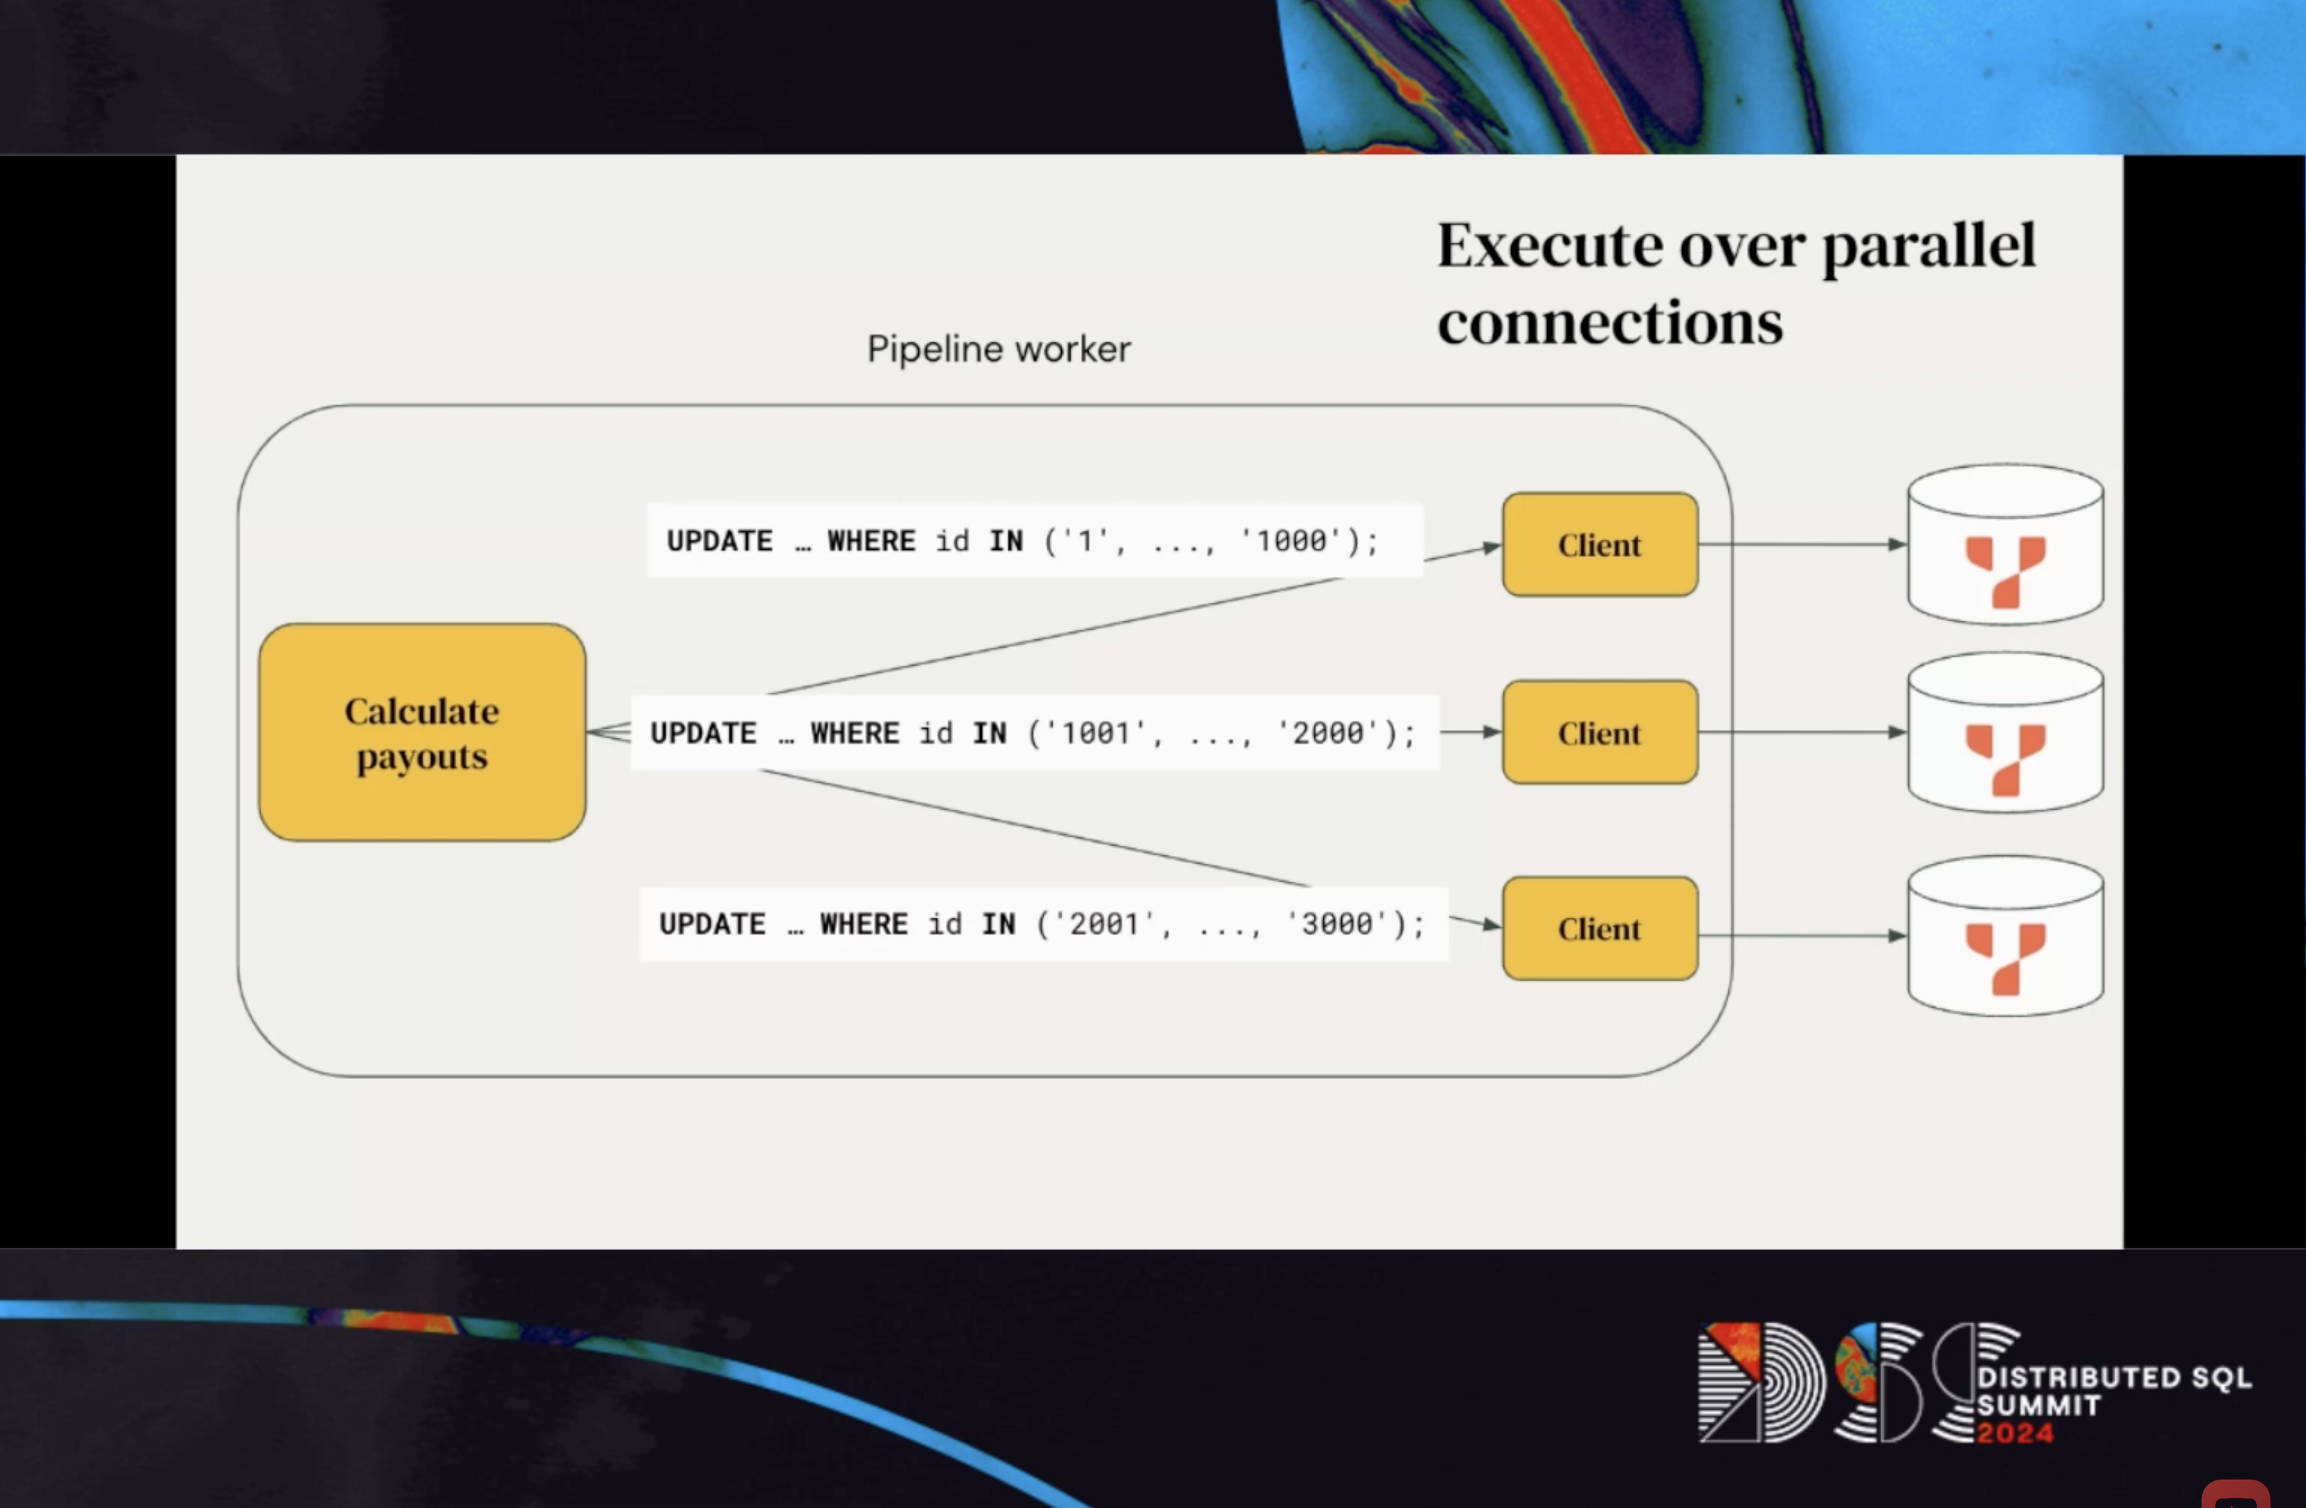 Execute over parallel
connections
Pipeline worker
UPDATE … WHERE id IN ('1', ..., '1000');
Client
Calculate
payouts
UPDATE … WHERE id IN ('1001', ..., '2000');
Client
UPDATE … WHERE id IN ('2001', ..., '3000');
Client
DSS
DISTRIBUTED SQL
SUMMIT
2024